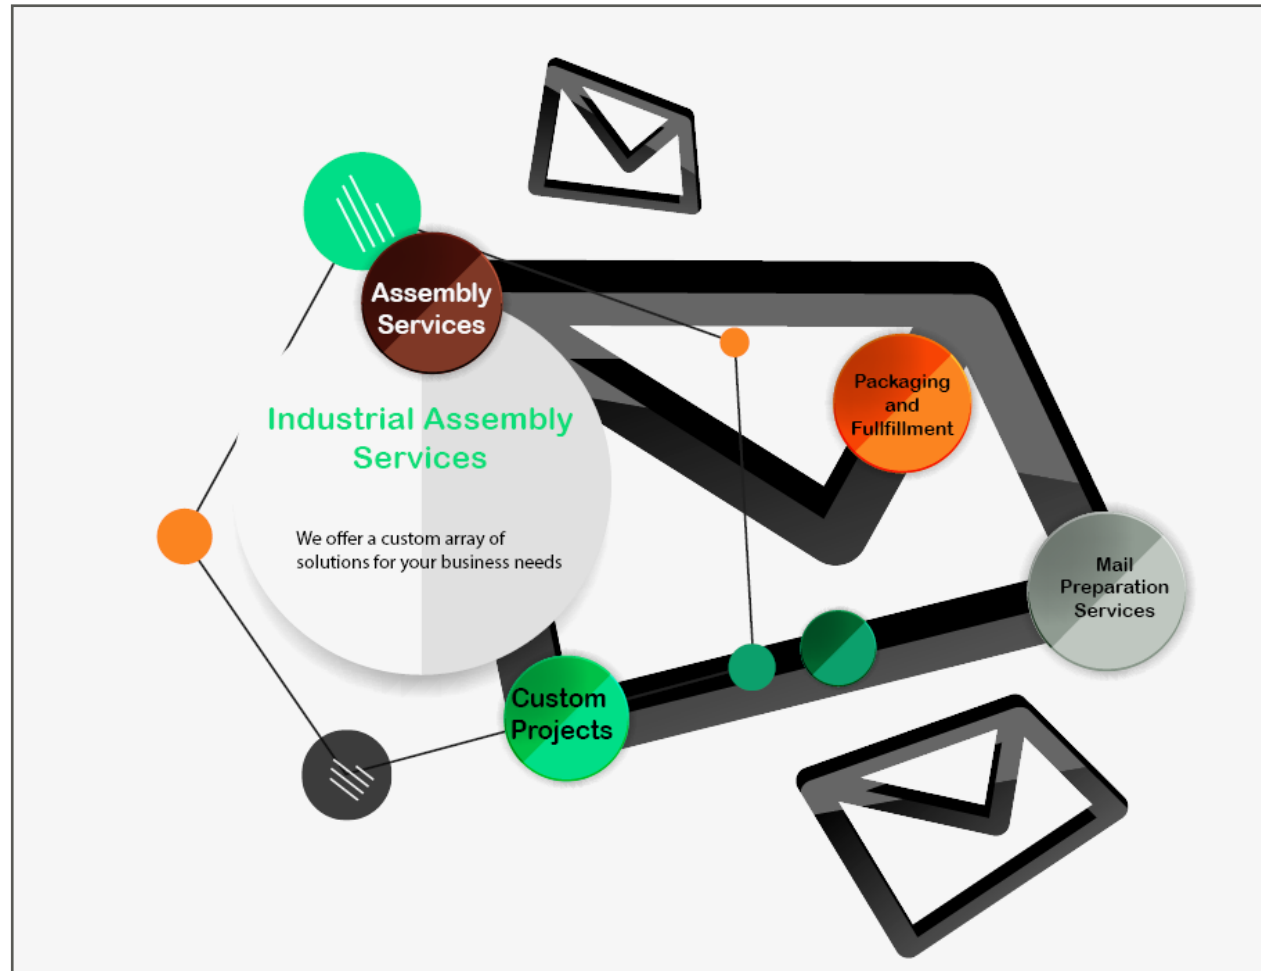 Assembly
Services
Industrial Assembly
Services
We offer a custom array of
solutions for your business needs
Packaging
and
Fullfillment
Mail
Preparation
Services
Custom
Projects